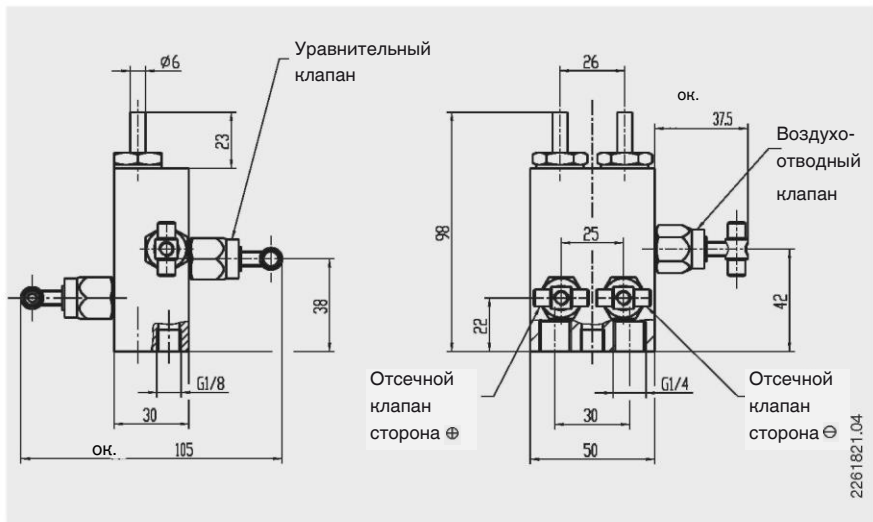 Ø6
Уравнительный
клапан
23
38
G1/8
30
ок.
105
26
ок.
37.5
Воздухо-
отводный
клапан
98
25
42
22
Отсечной
клапан
сторона ⊕
G1/4
Отсечной
клапан
сторона ⊖
30
50
2261821.04